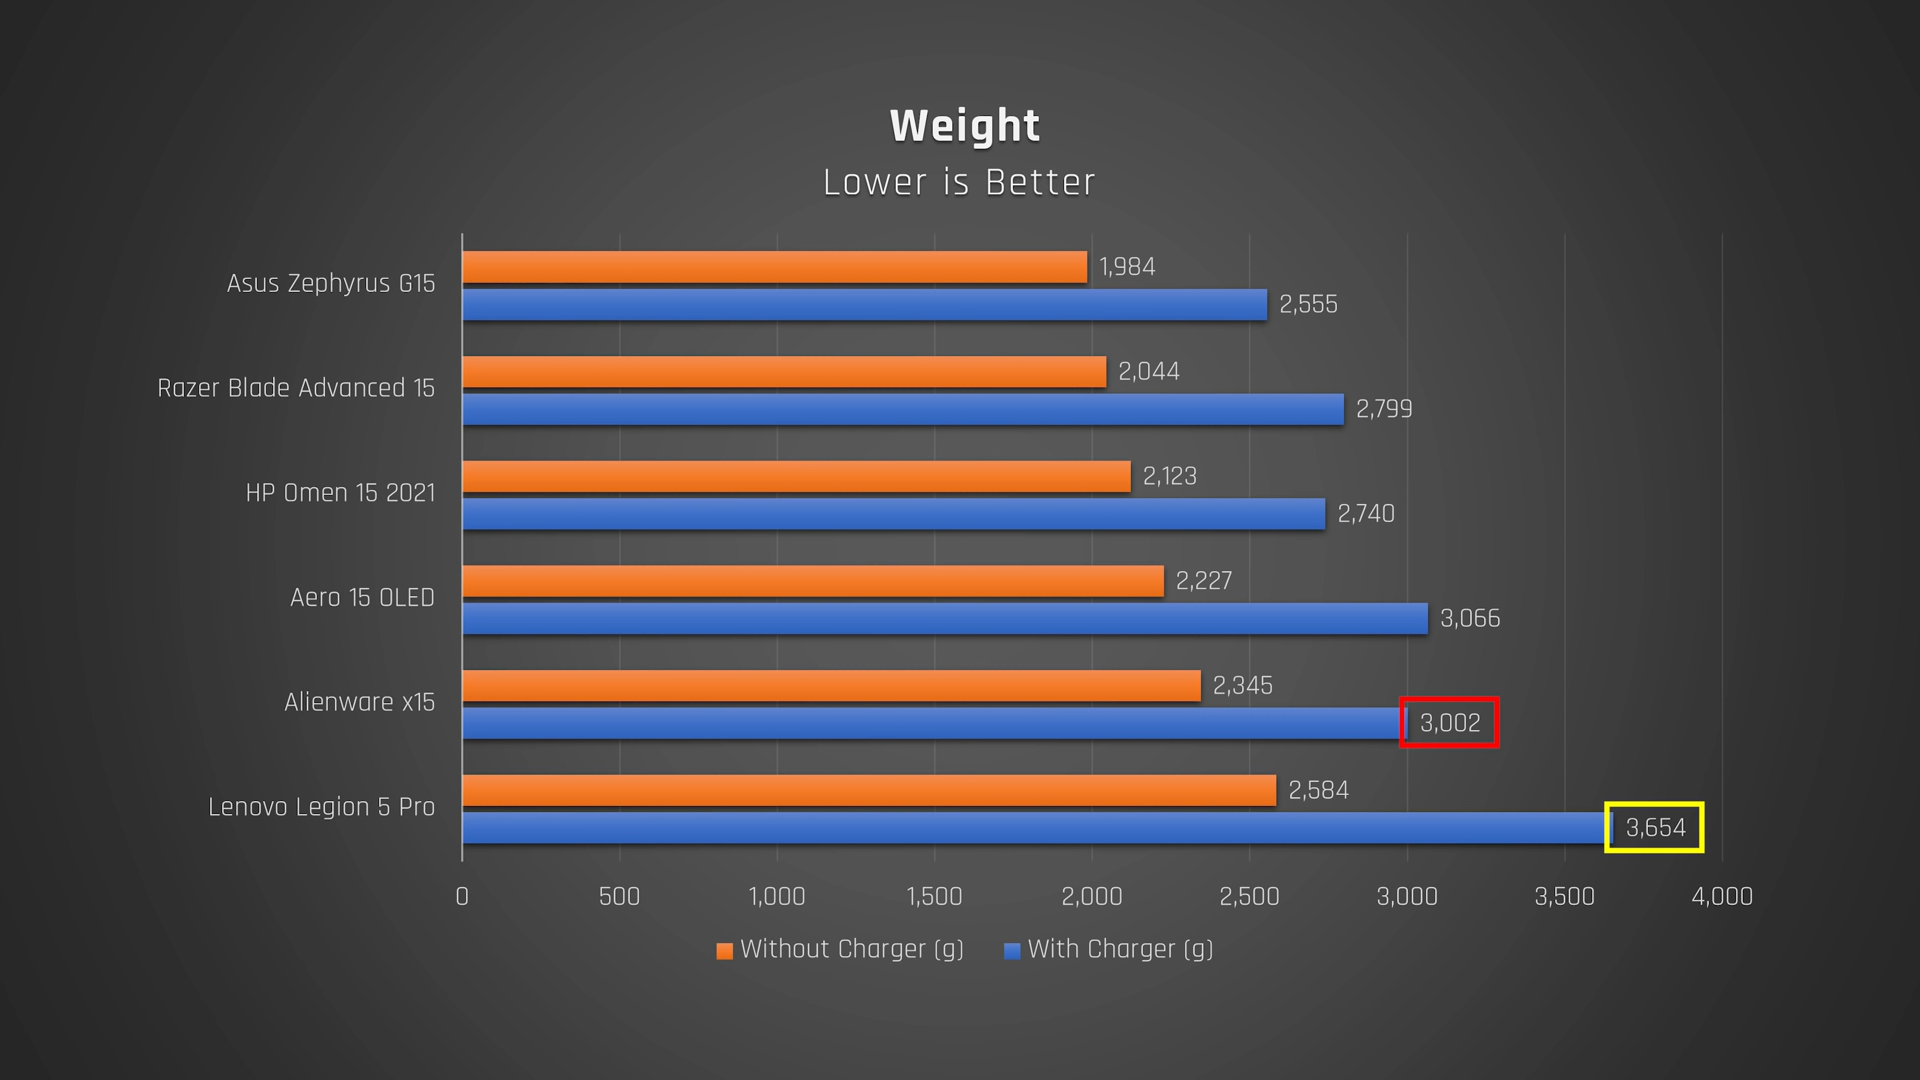 Weight
Lower is Better
Asus Zephyrus G15
1,984
2,555
Razer Blade Advanced 15
2,044
2,799
HP Omen 15 2021
2,123
2,740
Aero 15 OLED
2,227
3,066
Alienware x15
2,345
3,002
Lenovo Legion 5 Pro
2,584
3,654
0 500 1,000 1,500 2,000 2,500 3,000 3,500 4,000
Without Charger (g) With Charger (g)